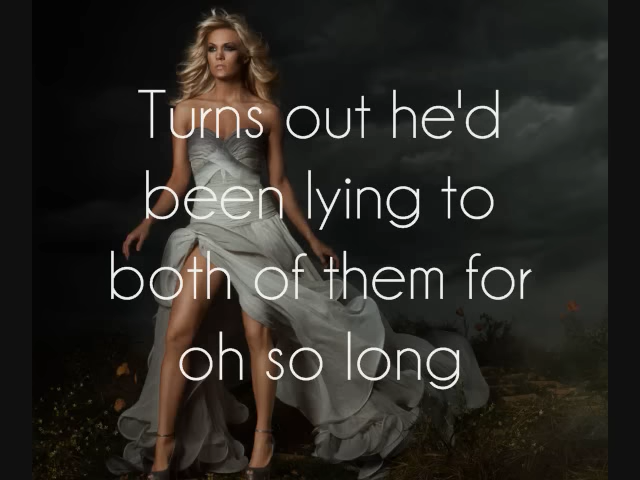 Turns out he'd
been lying to
both of them for
oh so long